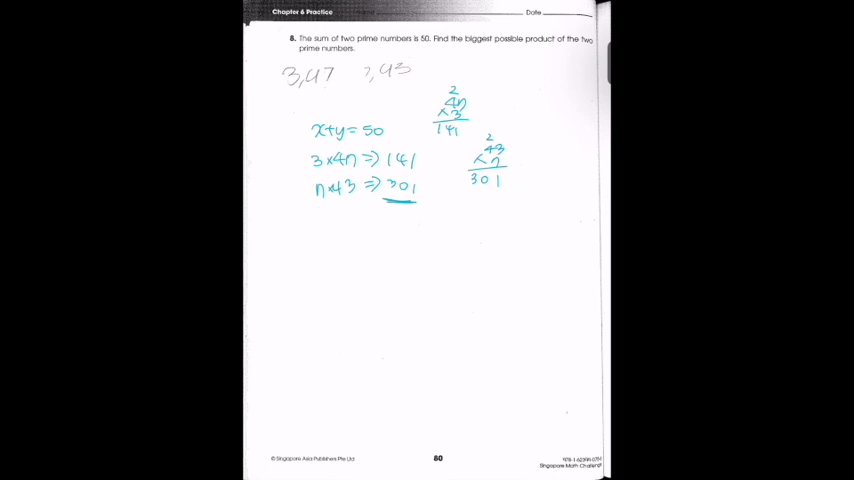 Chapter 6 Practice
Date
8. The sum of two prime numbers is 50. Find the biggest possible product of the two
prime numbers.
3,47 7,43
x+y=50
3×47 => 141
7×43 => 301
2
47
×3
141
2
43
×7
301
© Singapore Asia Publishers Pte Ltd
80
Singapore Math Challenge